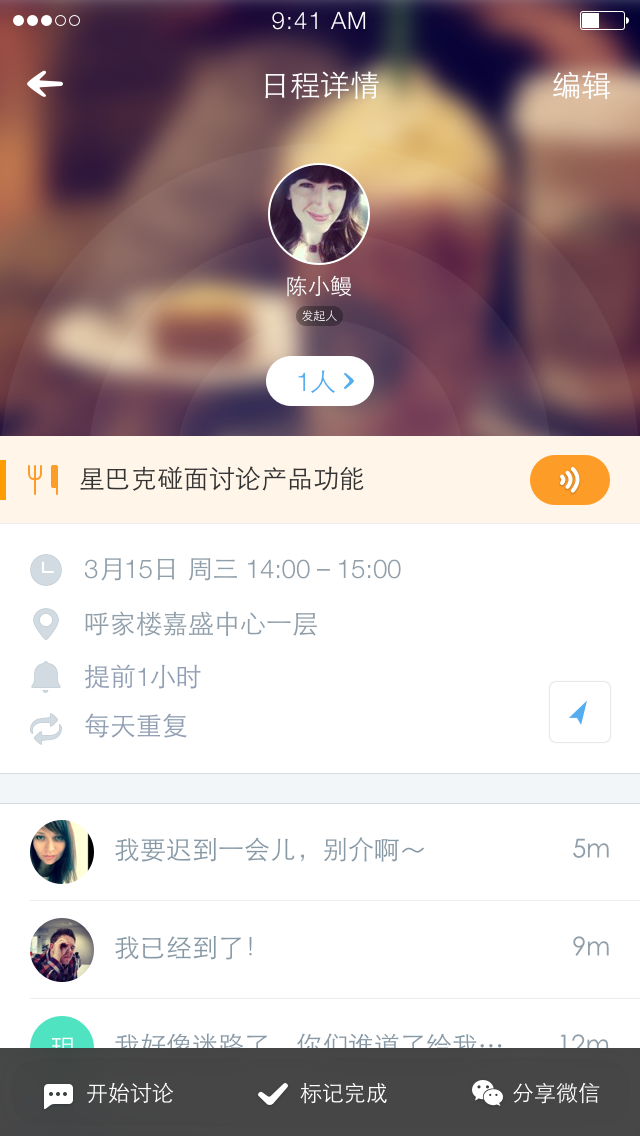 9:41 AM
日程详情
编辑
陈小鳗
发起人
1人
星巴克碰面讨论产品功能
3月15日 周三 14:00 – 15:00
呼家楼嘉盛中心一层
提前1小时
每天重复
我要迟到一会儿，别介啊～ 5m
我已经到了！ 9m
我好像迷路了，你们谁道了给我… 12m
开始讨论
标记完成
分享微信